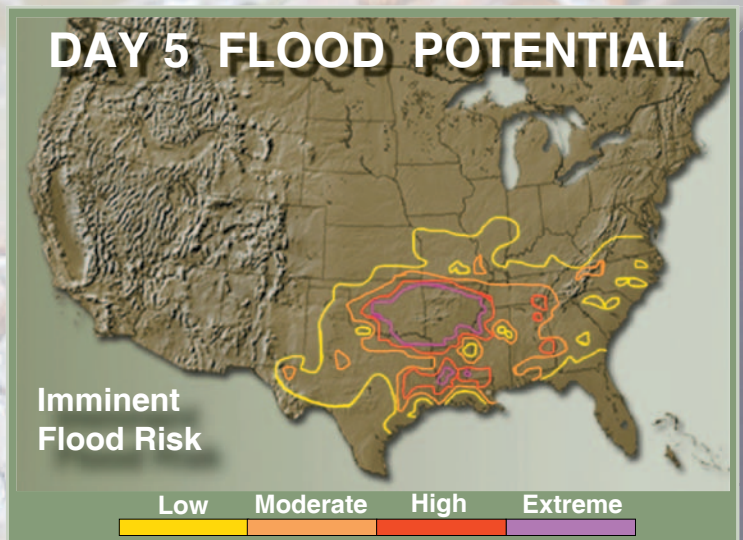 DAY 5 FLOOD POTENTIAL
Imminent
Flood Risk
Low Moderate High Extreme